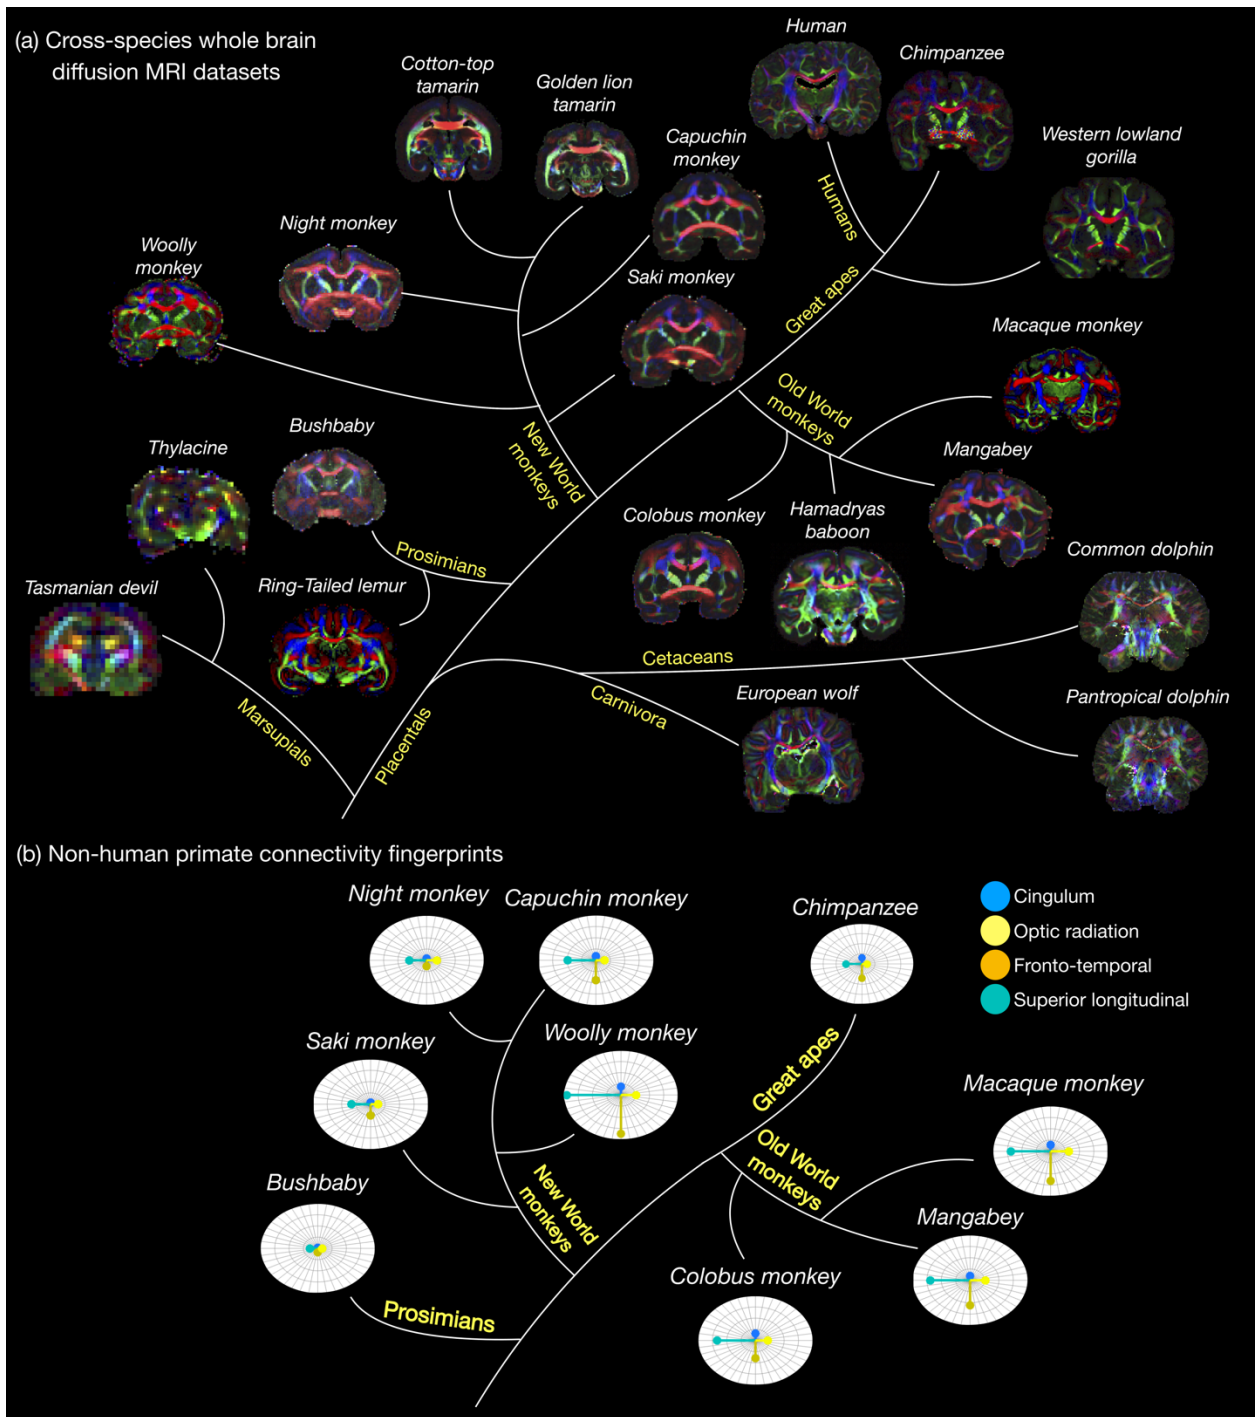 (a) Cross-species whole brain
diffusion MRI datasets
Human
Chimpanzee
Cotton-top
tamarin
Golden lion
tamarin
Capuchin
monkey
Western lowland
gorilla
Humans
Night monkey
Woolly
monkey
Saki monkey
Great apes
Macaque monkey
Old World
monkeys
Bushbaby
New World
monkeys
Thylacine
Mangabey
Colobus monkey
Hamadryas
baboon
Common dolphin
Prosimians
Tasmanian devil
Ring-Tailed lemur
Cetaceans
Carnivora
European wolf
Pantropical dolphin
Marsupials
Placentals
(b) Non-human primate connectivity fingerprints
Night monkey
Capuchin monkey
Chimpanzee
Cingulum
Optic radiation
Fronto-temporal
Superior longitudinal
Saki monkey
Woolly monkey
Great apes
Macaque monkey
Old World
monkeys
Bushbaby
New World
monkeys
Mangabey
Colobus monkey
Prosimians